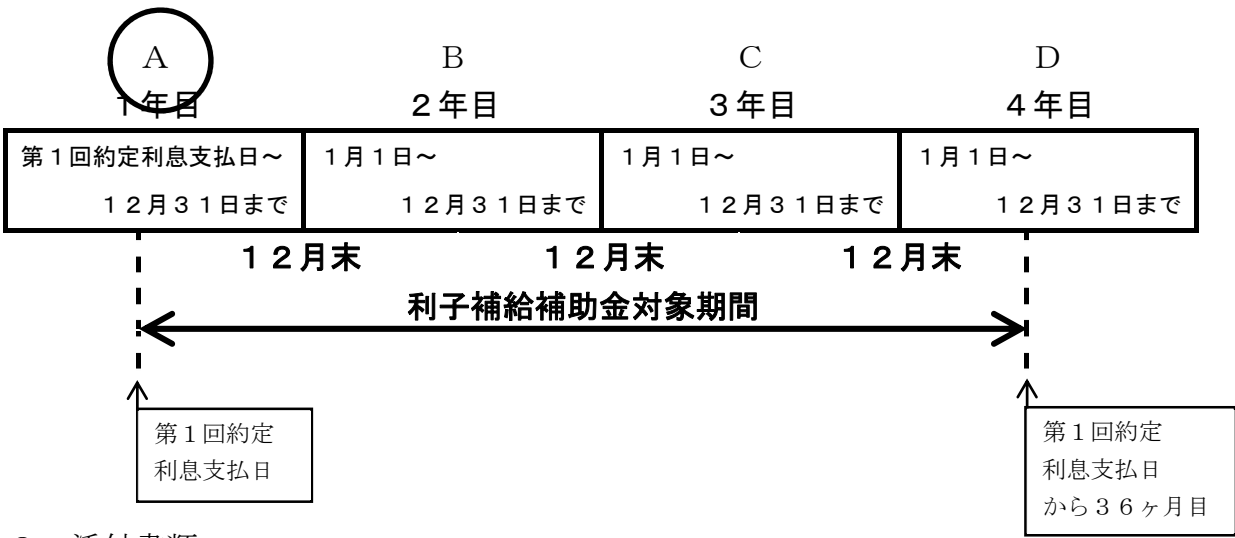 A B C D
1年目 2年目 3年目 4年目
第1回約定利息支払日~ 1月1日~ 1月1日~ 1月1日~
12月31日まで 12月31日まで 12月31日まで 12月31日まで
12月末 12月末 12月末
利子補給補助金対象期間
第1回約定
利息支払日
第1回約定
利息支払日
から36ヶ月目